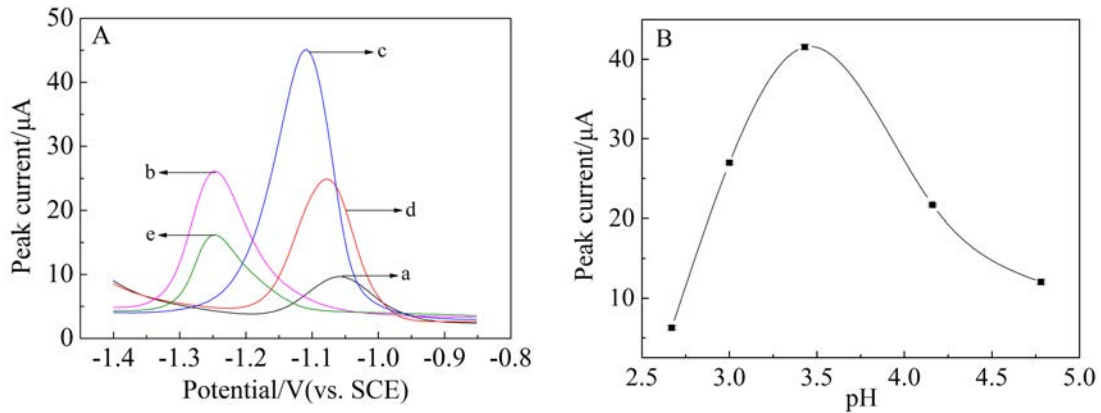 A
50
40
30
20
10
0
Peak current/μA
c
b
d
e
a
-1.4 -1.3 -1.2 -1.1 -1.0 -0.9 -0.8
Potential/V(vs. SCE)
B
40
30
20
10
Peak current/μA
2.5 3.0 3.5 4.0 4.5 5.0
pH